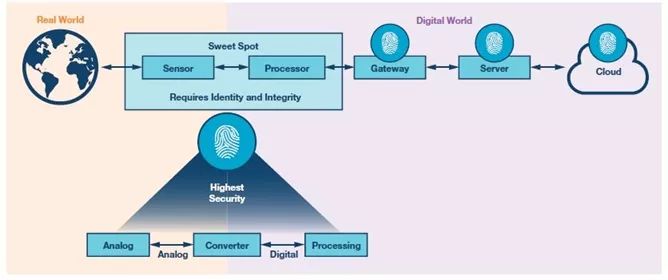 Real World
Digital World
Sweet Spot
Sensor
Processor
Gateway
Server
Cloud
Requires Identity and Integrity
Highest
Security
Analog
Analog
Converter
Digital
Processing